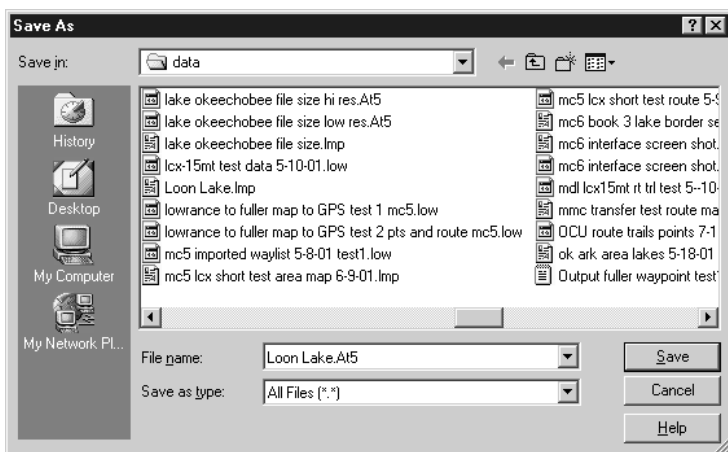 Save As
Save in:
data
History
Desktop
My Computer
My Network Pl...
lake okeechobee file size hi res.At5
lake okeechobee file size low res.At5
lake okeechobee file size.lmp
lcx-15mt test data 5-10-01.low
Loon Lake.lmp
lowrance to fuller map to GPS test 1 mc5.low
lowrance to fuller map to GPS test 2 pts and route mc5.low
mc5 imported waylist 5-8-01 test1.low
mc5 lcx short test area map 6-9-01.lmp
mc5 lcx short test route 5-
mc6 book 3 lake border se
mc6 interface screen shot.
mc6 interface screen shot.
mdl lcx15mt rt trl test 5--10-
mmc transfer test route ma
OCU route trails points 7-1
ok ark area lakes 5-18-01
Output fuller waypoint test
File name:
Loon Lake.At5
Save
Save as type:
All Files (*.*)
Cancel
Help